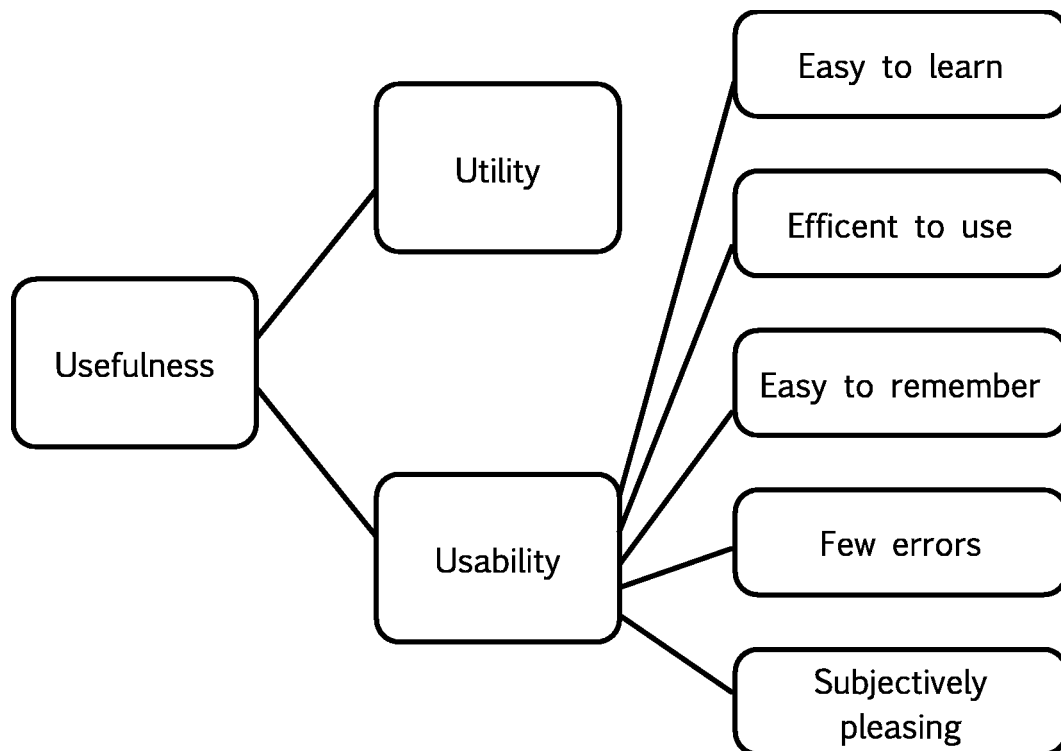 Usefulness
Utility
Usability
Easy to learn
Efficent to use
Easy to remember
Few errors
Subjectively
pleasing